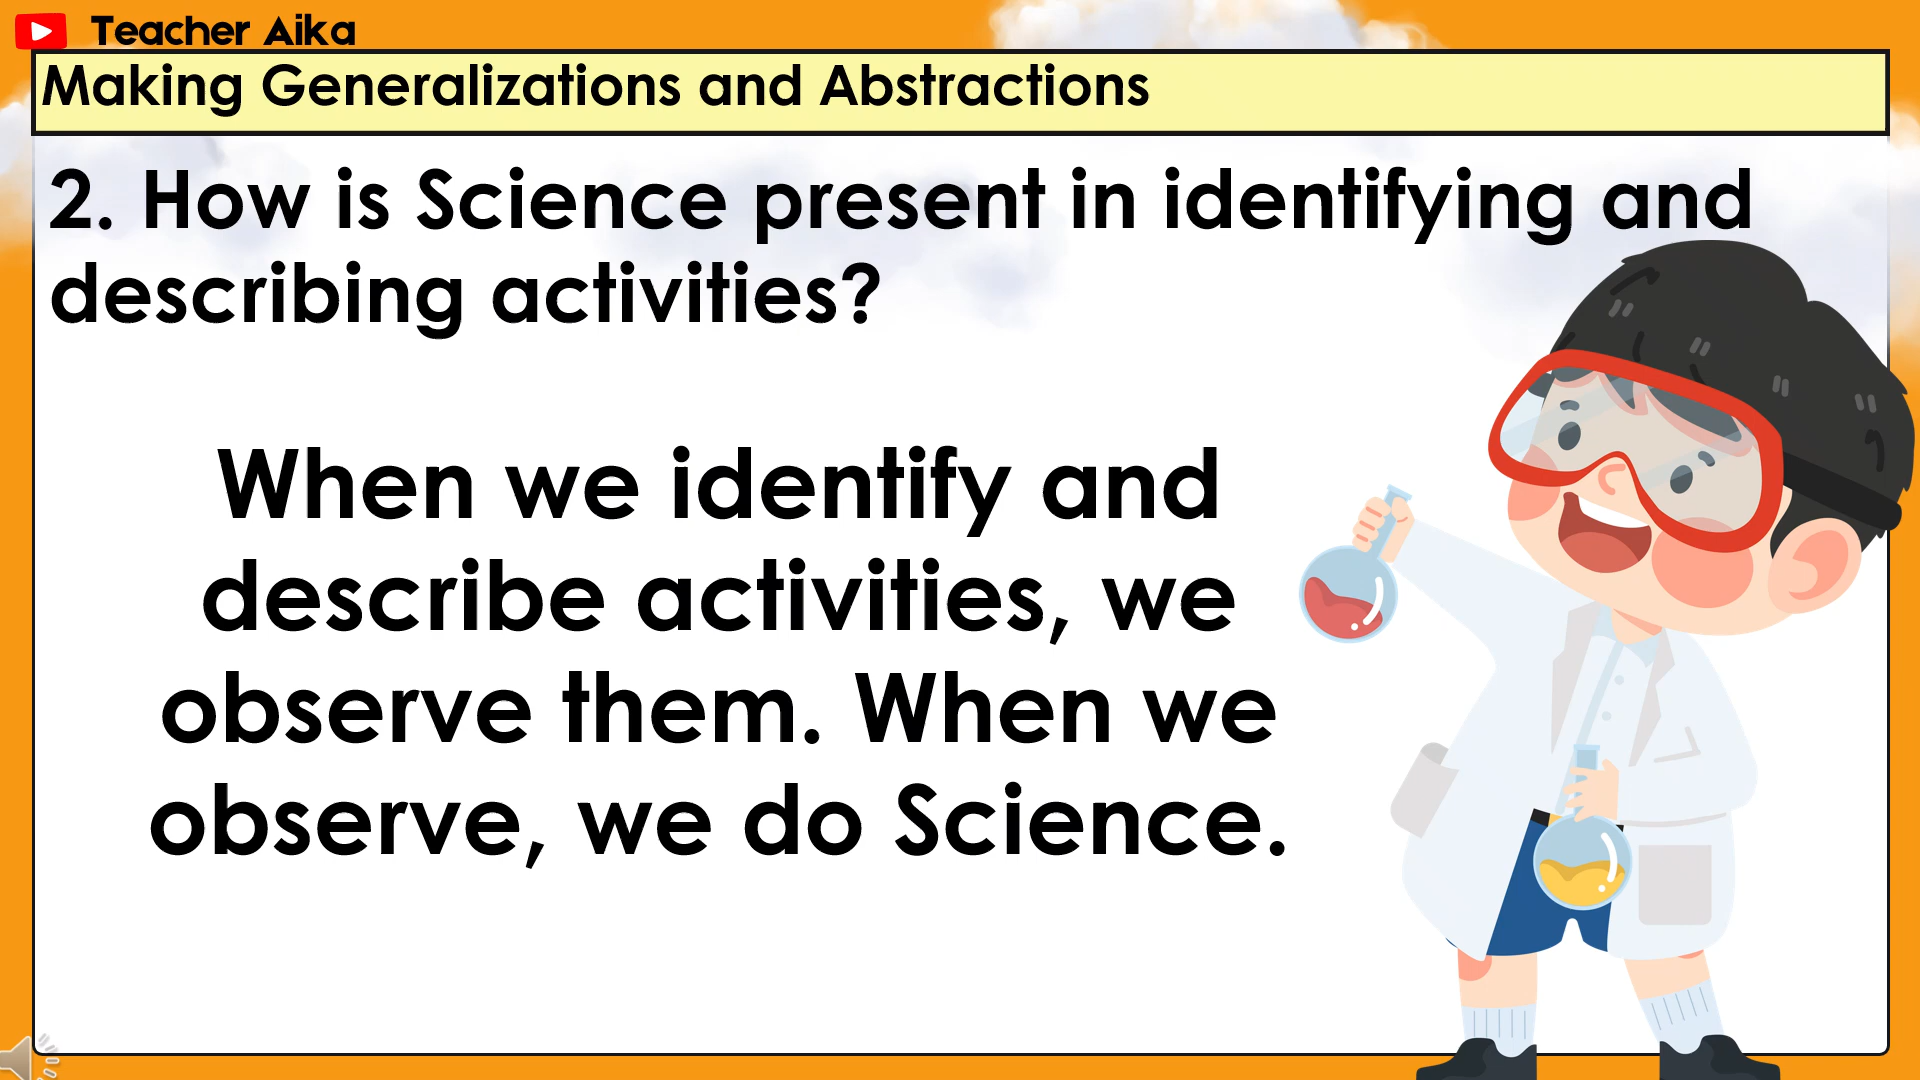 Teacher Aika
Making Generalizations and Abstractions
2. How is Science present in identifying and
describing activities?
When we identify and
describe activities, we
observe them. When we
observe, we do Science.